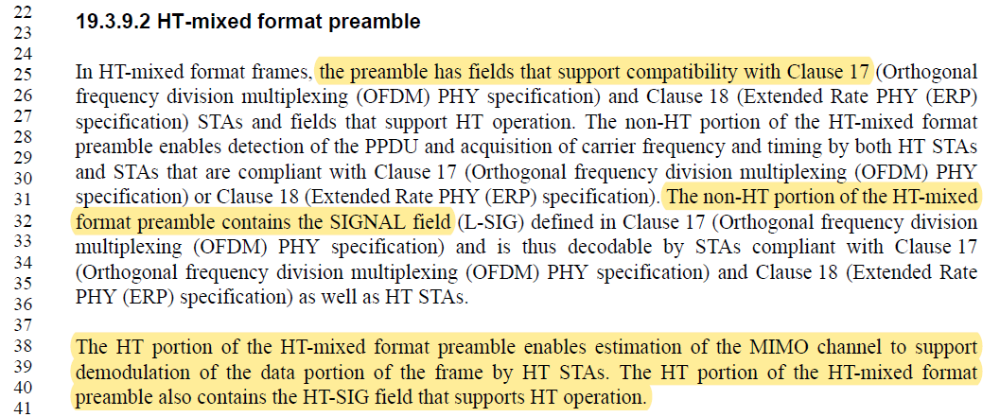 22
23 19.3.9.2 HT-mixed format preamble
24
25 In HT-mixed format frames, the preamble has fields that support compatibility with Clause 17 (Orthogonal
26 frequency division multiplexing (OFDM) PHY specification) and Clause 18 (Extended Rate PHY (ERP)
27 specification) STAs and fields that support HT operation. The non-HT portion of the HT-mixed format
28 preamble enables detection of the PPDU and acquisition of carrier frequency and timing by both HT STAs
29 and STAs that are compliant with Clause 17 (Orthogonal frequency division multiplexing (OFDM) PHY
30 specification) or Clause 18 (Extended Rate PHY (ERP) specification). The non-HT portion of the HT-mixed
31
32 format preamble contains the SIGNAL field (L-SIG) defined in Clause 17 (Orthogonal frequency division
33 multiplexing (OFDM) PHY specification) and is thus decodable by STAs compliant with Clause 17
34 (Orthogonal frequency division multiplexing (OFDM) PHY specification) and Clause 18 (Extended Rate
35
36 PHY (ERP) specification) as well as HT STAs.
37
38 The HT portion of the HT-mixed format preamble enables estimation of the MIMO channel to support
39 demodulation of the data portion of the frame by HT STAs. The HT portion of the HT-mixed format
40 preamble also contains the HT-SIG field that supports HT operation.
41